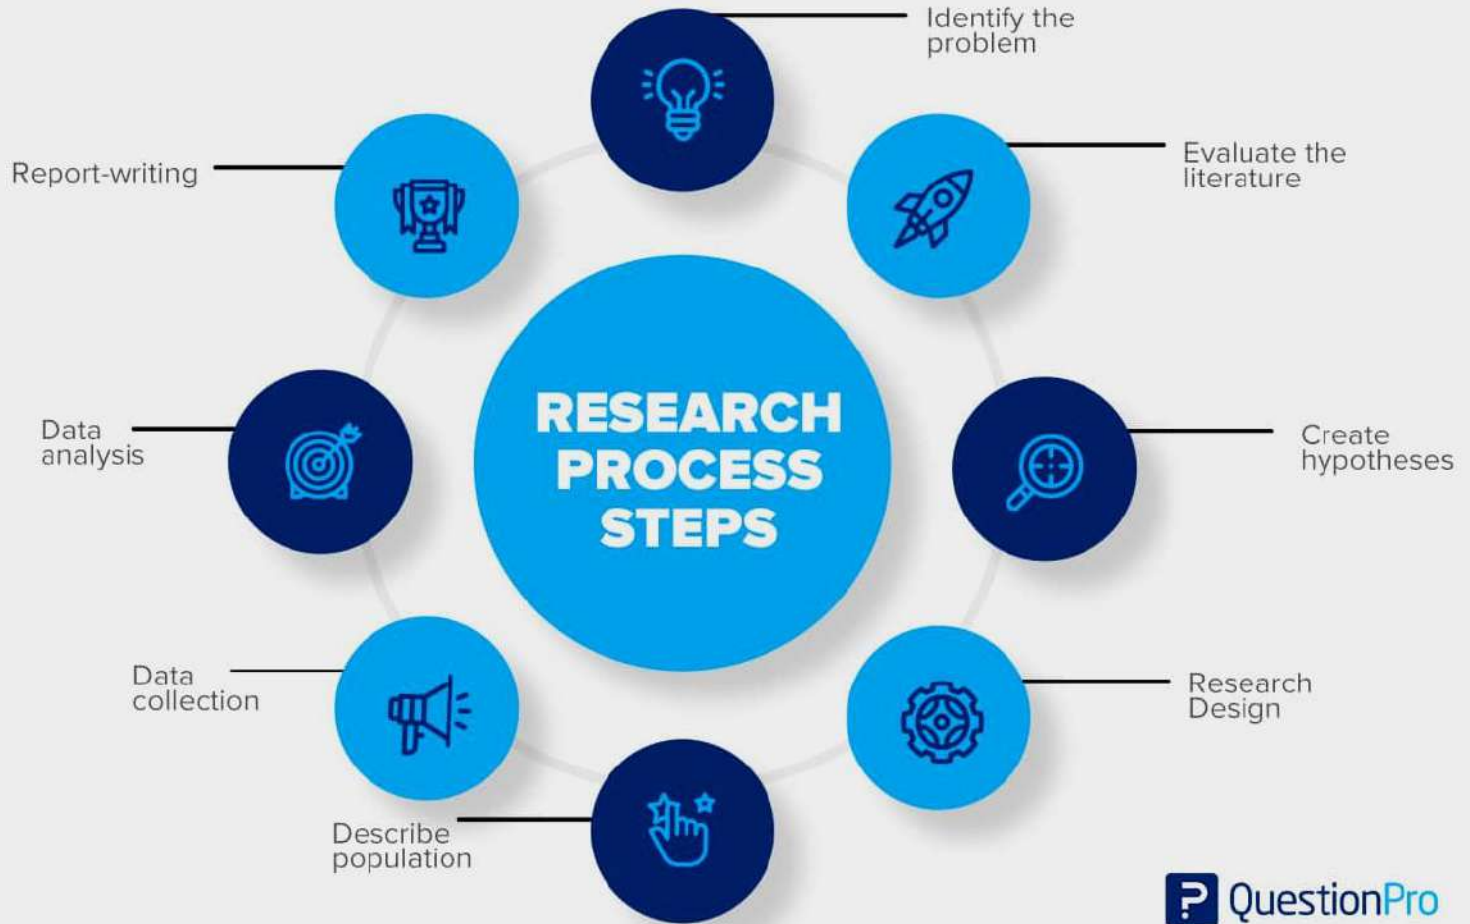 Identify the
problem
Evaluate the
literature
Create
hypotheses
Research
Design
Describe
population
Data
collection
Data
analysis
Report-writing
RESEARCH
PROCESS
STEPS
QuestionPro